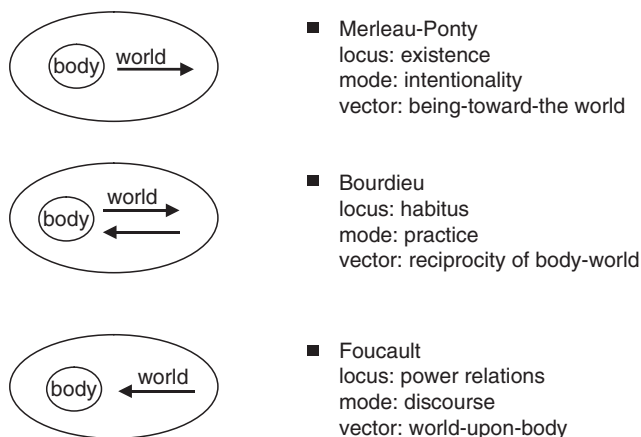 body world
Merleau-Ponty
locus: existence
mode: intentionality
vector: being-toward-the world
body world
Bourdieu
locus: habitus
mode: practice
vector: reciprocity of body-world
body world
Foucault
locus: power relations
mode: discourse
vector: world-upon-body